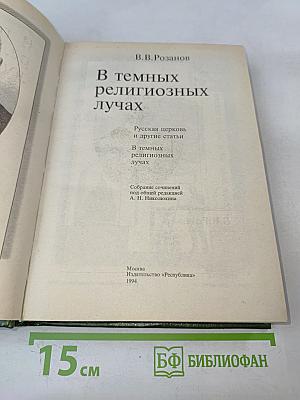 В. В. Розанов
В темных
религиозных
лучах
Русская церковь
и другие статьи
В темных
религиозных
лучах
Собрание сочинений
под общей редакцией
А. Н. Николюкина
Москва
Издательство «Республика»
1994
15 см
БФ БИБЛИОФАН